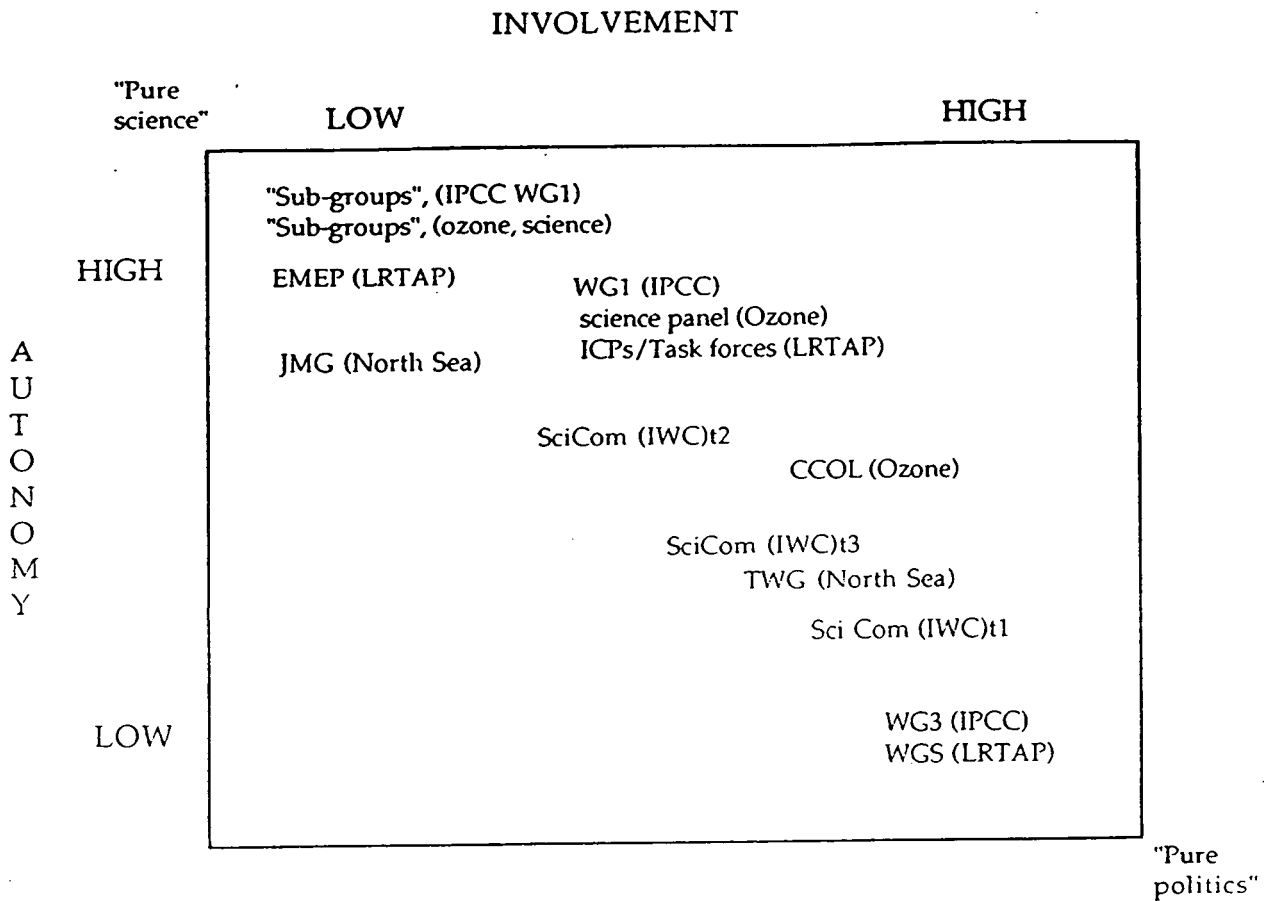 INVOLVEMENT
"Pure
science"
LOW
HIGH
"Sub-groups", (IPCC WG1)
"Sub-groups", (ozone, science)
HIGH
EMEP (LRTAP)
WG1 (IPCC)
science panel (Ozone)
ICPs/Task forces (LRTAP)
JMG (North Sea)
A
U
T
O
N
O
M
Y
SciCom (IWC)t2
CCOL (Ozone)
SciCom (IWC)t3
TWG (North Sea)
Sci Com (IWC)t1
LOW
WG3 (IPCC)
WGS (LRTAP)
"Pure
politics"